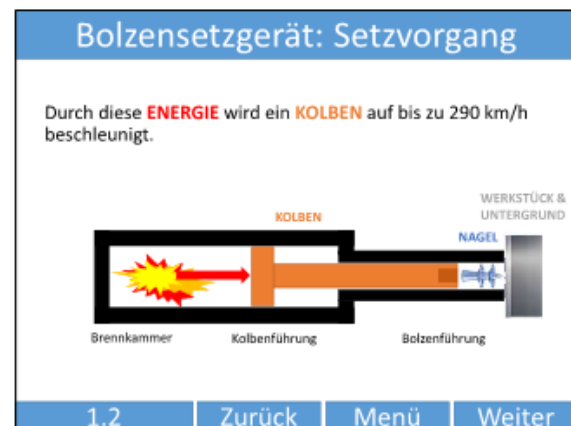 Bolzensetzgerät: Setzvorgang
Durch diese ENERGIE wird ein KOLBEN auf bis zu 290 km/h
beschleunigt.
WERKSTÜCK &
UNTERGRUND
KOLBEN
NAGEL
Brennkammer
Kolbenführung
Bolzenführung
1.2
Zurück
Menü
Weiter